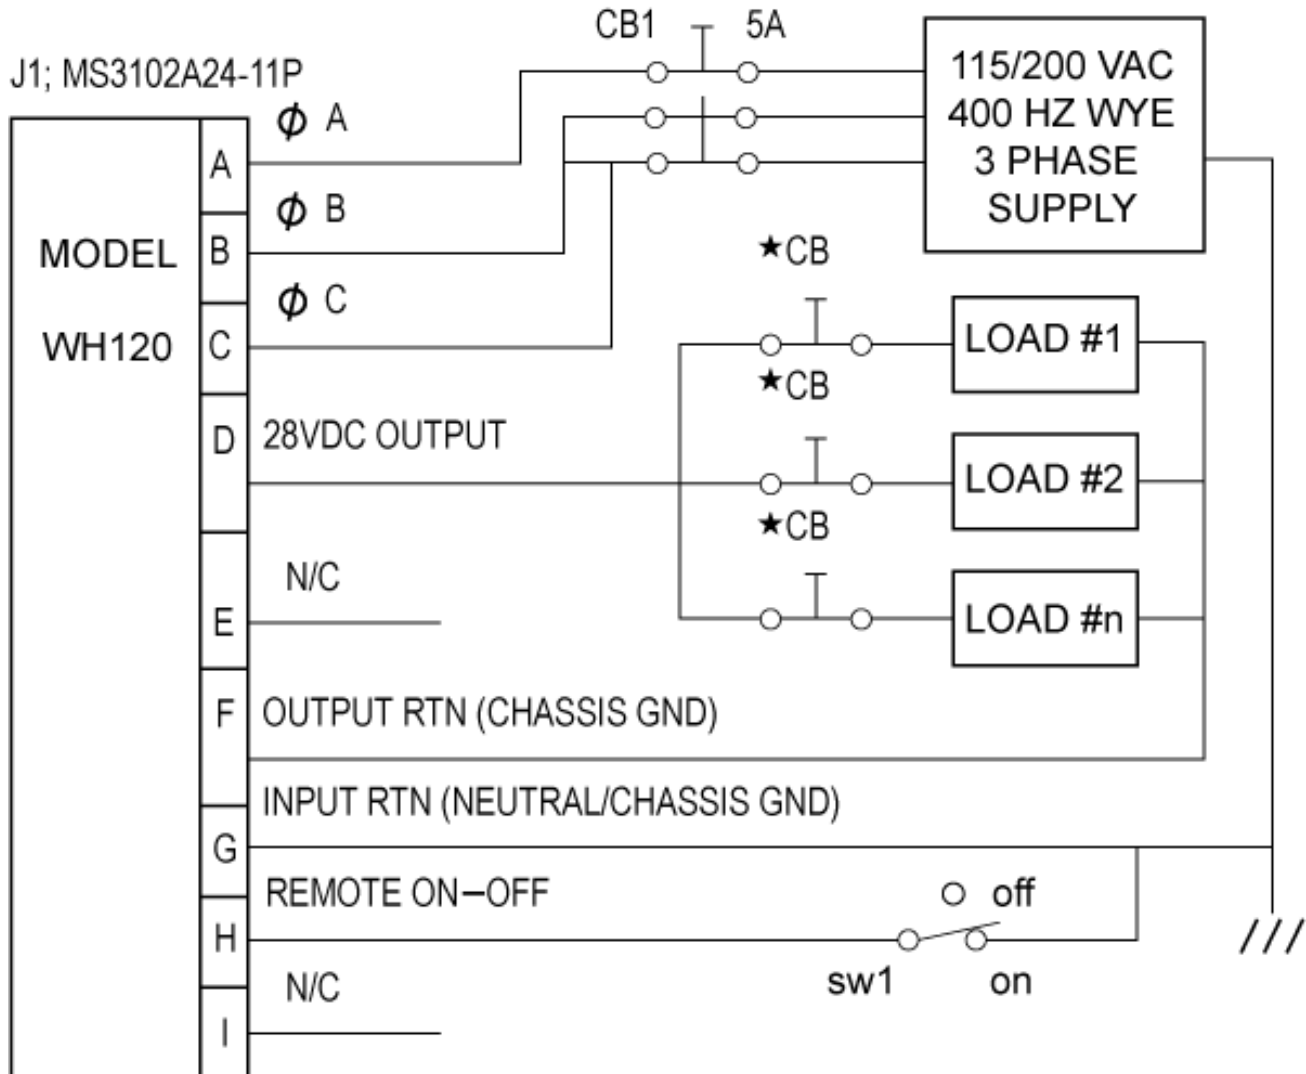 CB1 5A
J1; MS3102A24-11P
115/200 VAC
400 HZ WYE
3 PHASE
SUPPLY
MODEL
WH120
A
ϕ A
B
ϕ B
C
ϕ C
★CB
LOAD #1
★CB
D
28VDC OUTPUT
LOAD #2
★CB
E
N/C
LOAD #n
F
OUTPUT RTN (CHASSIS GND)
INPUT RTN (NEUTRAL/CHASSIS GND)
G
REMOTE ON–OFF
off
H
sw1
on
N/C
I